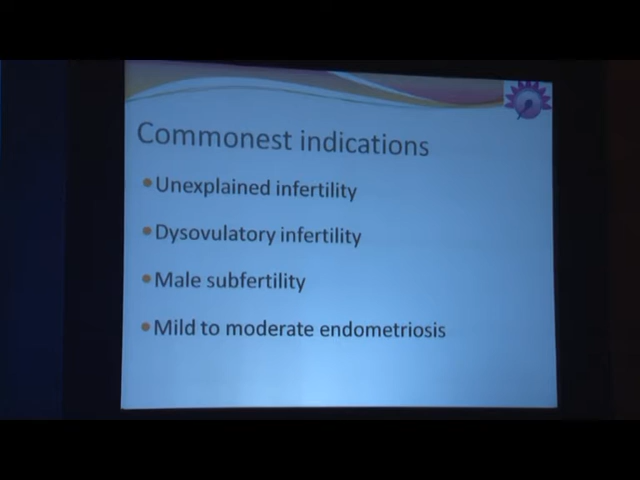 Commonest indications
Unexplained infertility
Dysovulatory infertility
Male subfertility
Mild to moderate endometriosis